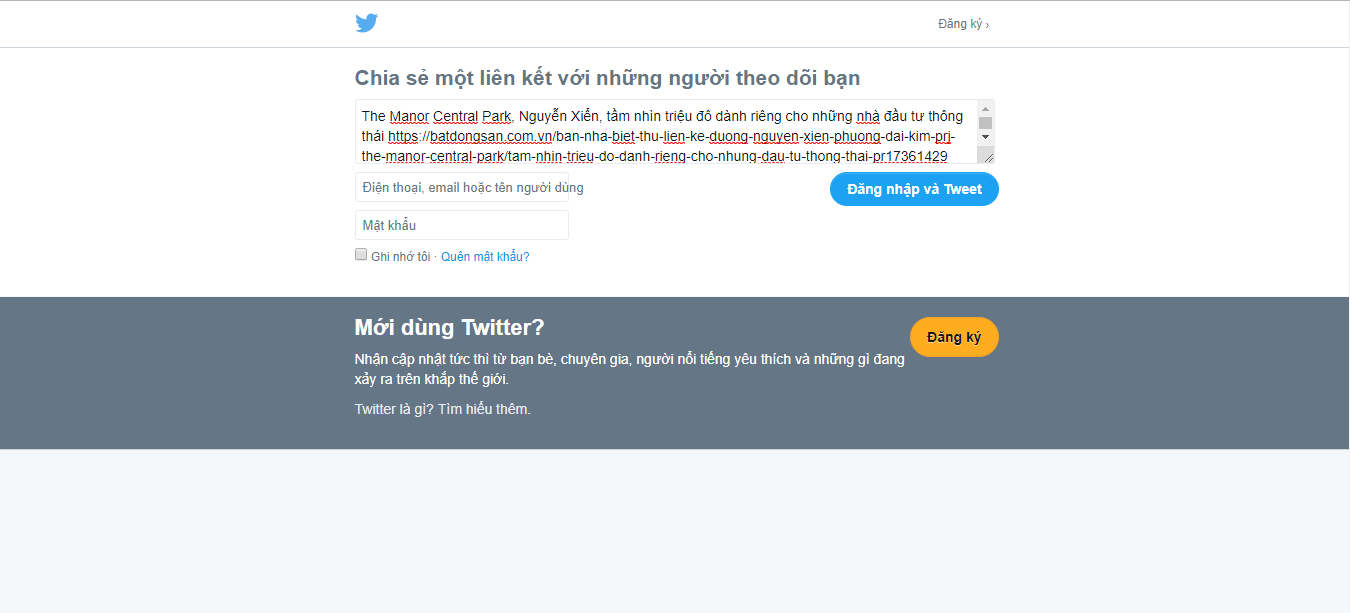 Đăng ký ›
Chia sẻ một liên kết với những người theo dõi bạn
The Manor Central Park, Nguyễn Xiển, tầm nhìn triệu đô dành riêng cho những nhà đầu tư thông
thái https://batdongsan.com.vn/ban-nha-biet-thu-lien-ke-duong-nguyen-xien-phuong-dai-kim-prj-
the-manor-central-park/tam-nhin-trieu-do-danh-rieng-cho-nhung-dau-tu-thong-thai-pr17361429
Điện thoại, email hoặc tên người dùng
Đăng nhập và Tweet
Mật khẩu
Ghi nhớ tôi · Quên mật khẩu?
Mới dùng Twitter?
Đăng ký
Nhận cập nhật tức thì từ bạn bè, chuyên gia, người nổi tiếng yêu thích và những gì đang
xảy ra trên khắp thế giới.
Twitter là gì? Tìm hiểu thêm.